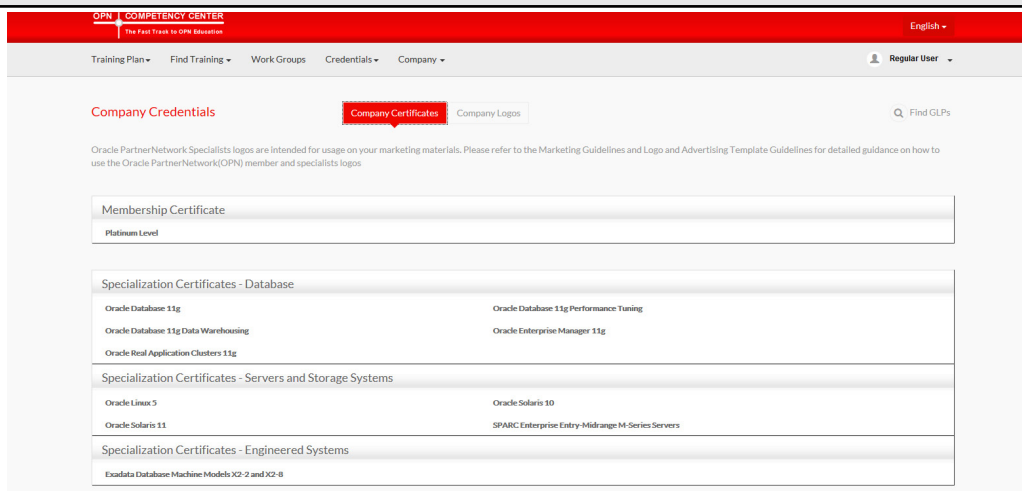 OPN COMPETENCY CENTER
The Fast Track to OPN Education
English
Training Plan Find Training Work Groups Credentials Company Regular User
Company Credentials Company Certificates Company Logos Find GLPs
Oracle PartnerNetwork Specialists logos are intended for usage on your marketing materials. Please refer to the Marketing Guidelines and Logo and Advertising Template Guidelines for detailed guidance on how to
use the Oracle PartnerNetwork(OPN) member and specialists logos
Membership Certificate
Platinum Level
Specialization Certificates - Database
Oracle Database 11g Oracle Database 11g Performance Tuning
Oracle Database 11g Data Warehousing Oracle Enterprise Manager 11g
Oracle Real Application Clusters 11g
Specialization Certificates - Servers and Storage Systems
Oracle Linux 5 Oracle Solaris 10
Oracle Solaris 11 SPARC Enterprise Entry-Midrange M-Series Servers
Specialization Certificates - Engineered Systems
Exadata Database Machine Models X2-2 and X2-8